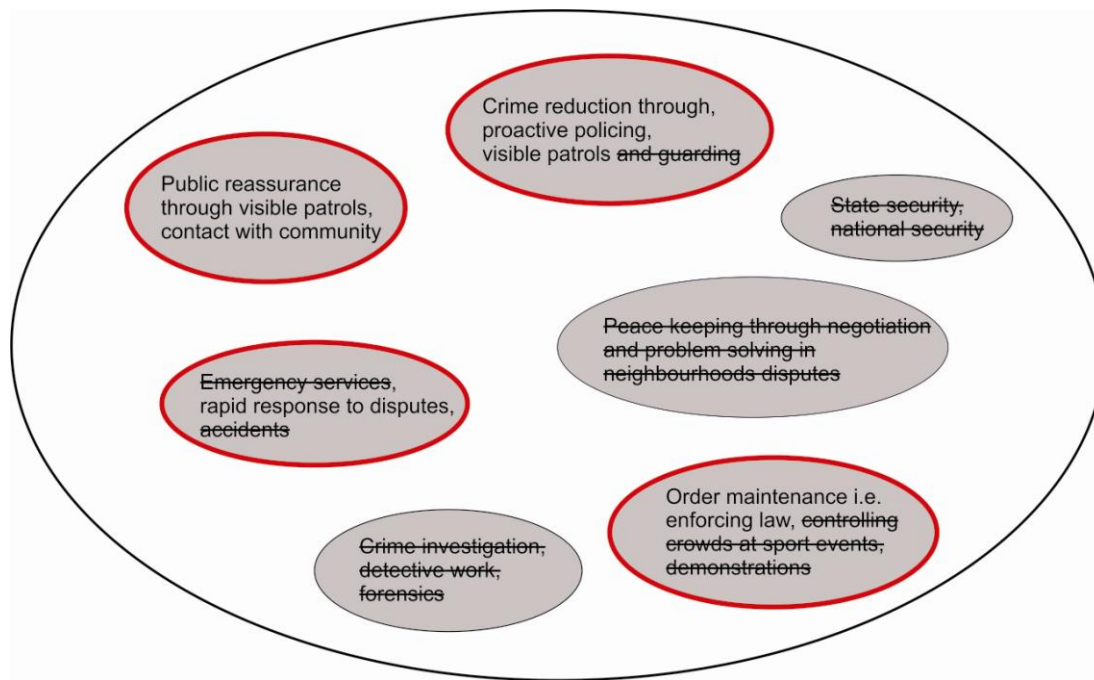 Crime reduction through,
proactive policing,
visible patrols and guarding
Public reassurance
through visible patrols,
contact with community
State security,
national security
Peace keeping through negotiation
and problem solving in
neighbourhoods disputes
Emergency services,
rapid response to disputes,
accidents
Order maintenance i.e.
enforcing law, controlling
crowds at sport events,
demonstrations
Crime investigation,
detective work,
forensics